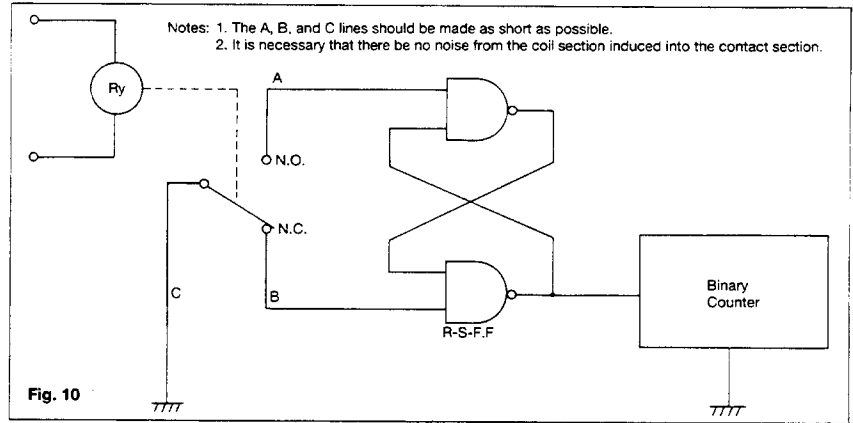 Notes: 1. The A, B, and C lines should be made as short as possible.
2. It is necessary that there be no noise from the coil section induced into the contact section.
Ry
A
N.O.
N.C.
C
B
R-S-F.F
Binary
Counter
Fig. 10